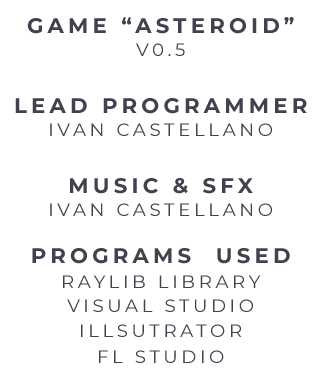 GAME “ASTEROID”
V0.5
LEAD PROGRAMMER
IVAN CASTELLANO
MUSIC & SFX
IVAN CASTELLANO
PROGRAMS USED
RAYLIB LIBRARY
VISUAL STUDIO
ILLSUTRATOR
FL STUDIO